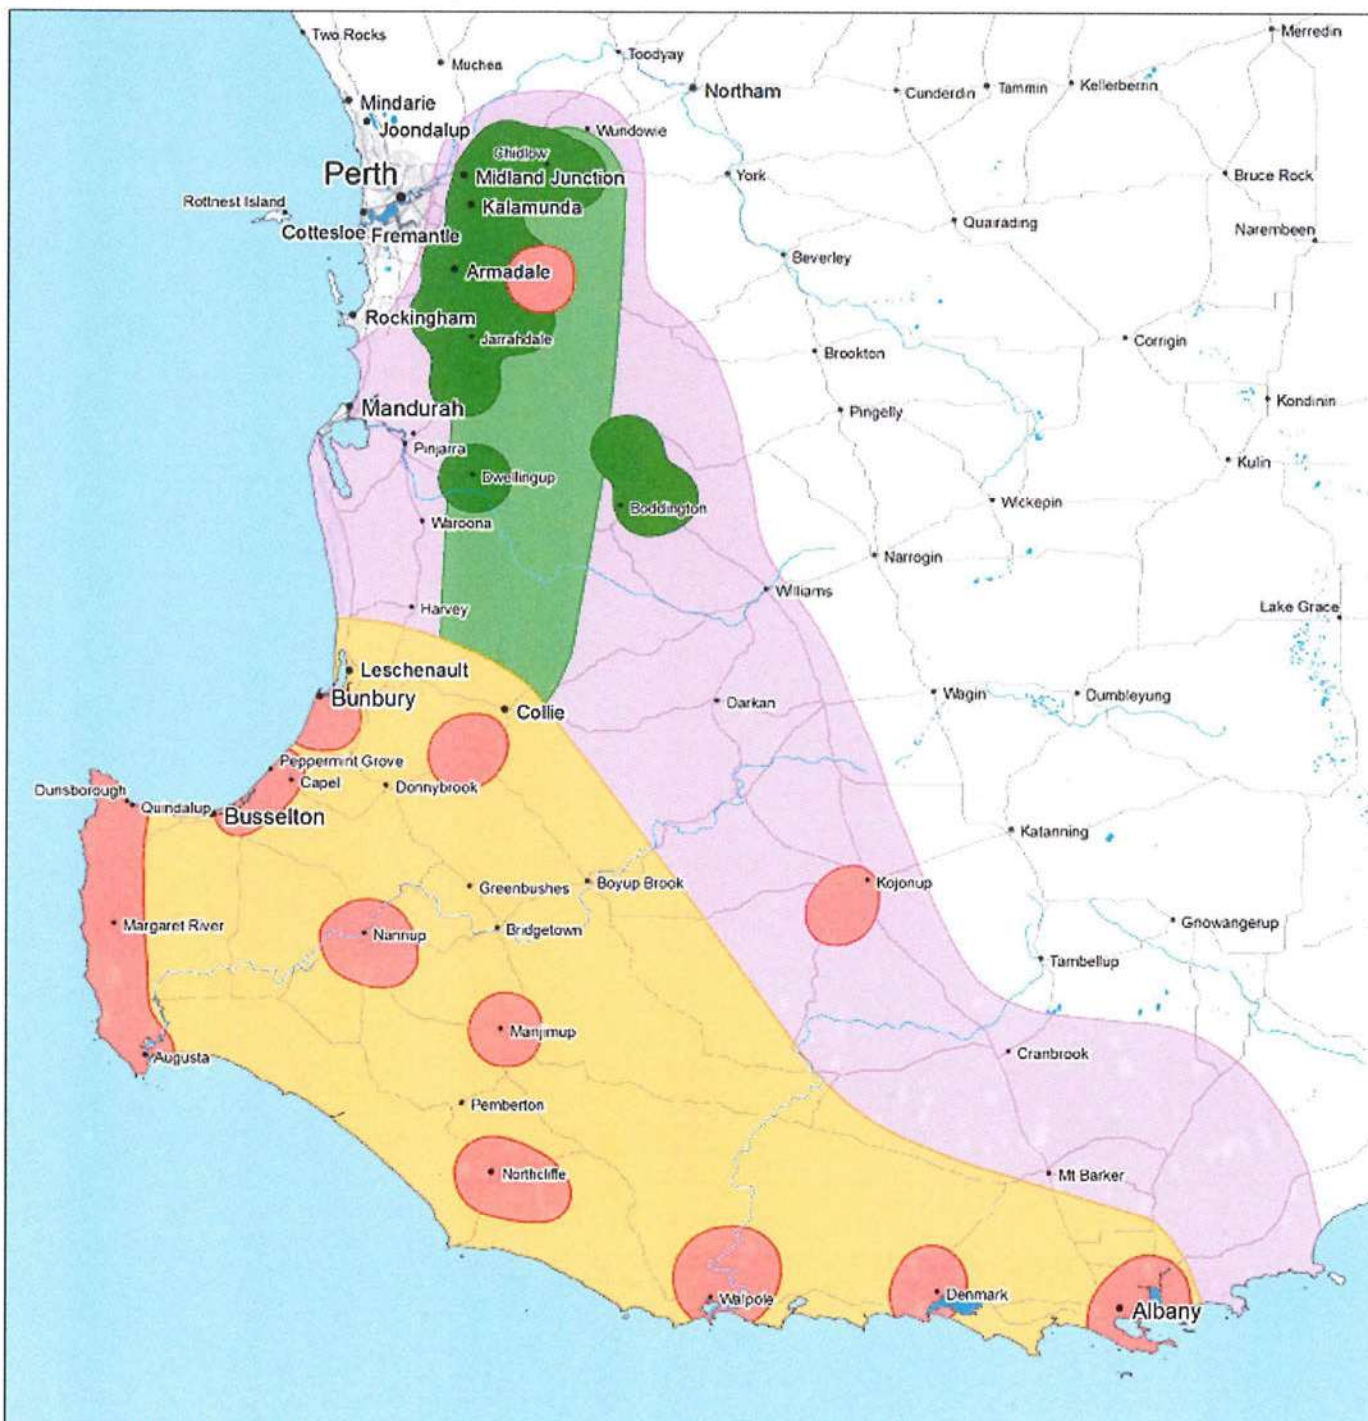 Two Rocks
Merredin
Toodyay
Muchea
Northam
Cunderdin
Tammin
Kellerberrin
Mindarie
Joondalup
Wundowie
Chidlow
Perth
Midland Junction
York
Bruce Rock
Rottnest Island
Kalamunda
Cottesloe
Fremantle
Quairading
Narembeen
Beverley
Armadale
Rockingham
Jarrahdale
Corrigin
Brookton
Mandarah
Pingelly
Kondinin
Pinjarra
Kulin
Dwellingup
Boddington
Wickepin
Waroona
Narrogin
Williams
Harvey
Lake Grace
Leschenault
Bunbury
Collie
Darkan
Wagin
Dumbleyung
Peppermint Grove
Capel
Donnybrook
Dunsborough
Quindalup
Busselton
Katanning
Greenbushes
Boyup Brook
Kojonup
Margaret River
Nannup
Bridgetown
Gnowangerup
Tambellup
Manjimup
Augusta
Cranbrook
Pemberton
Northcliffe
Mt Barker
Walpole
Denmark
Albany